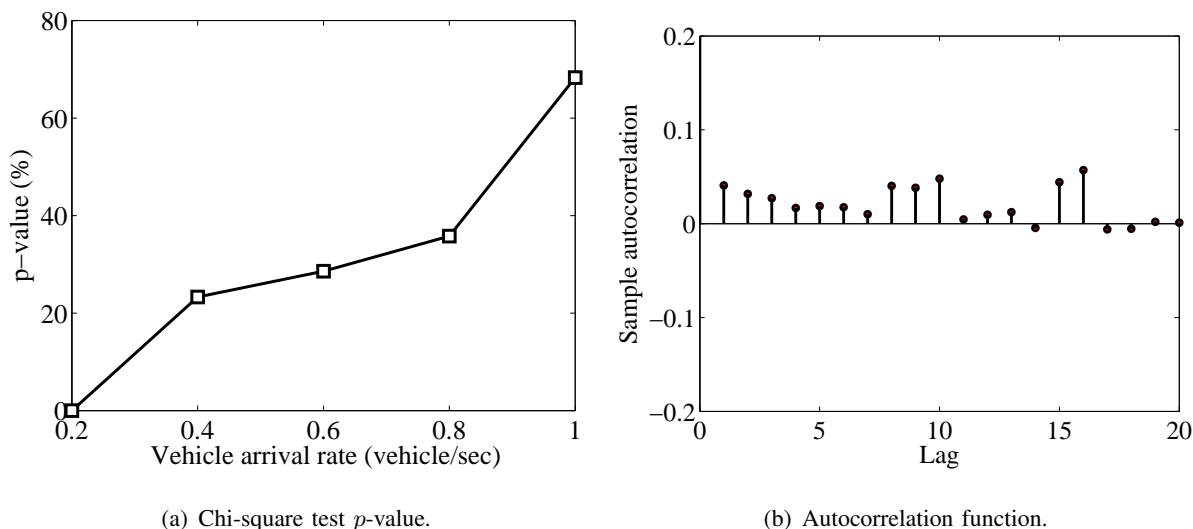 80
60
40
20
0
p−value (%)
0.2 0.4 0.6 0.8 1
Vehicle arrival rate (vehicle/sec)
(a) Chi-square test p-value.
0.2
0.1
0
−0.1
−0.2
Sample autocorrelation
0 5 10 15 20
Lag
(b) Autocorrelation function.